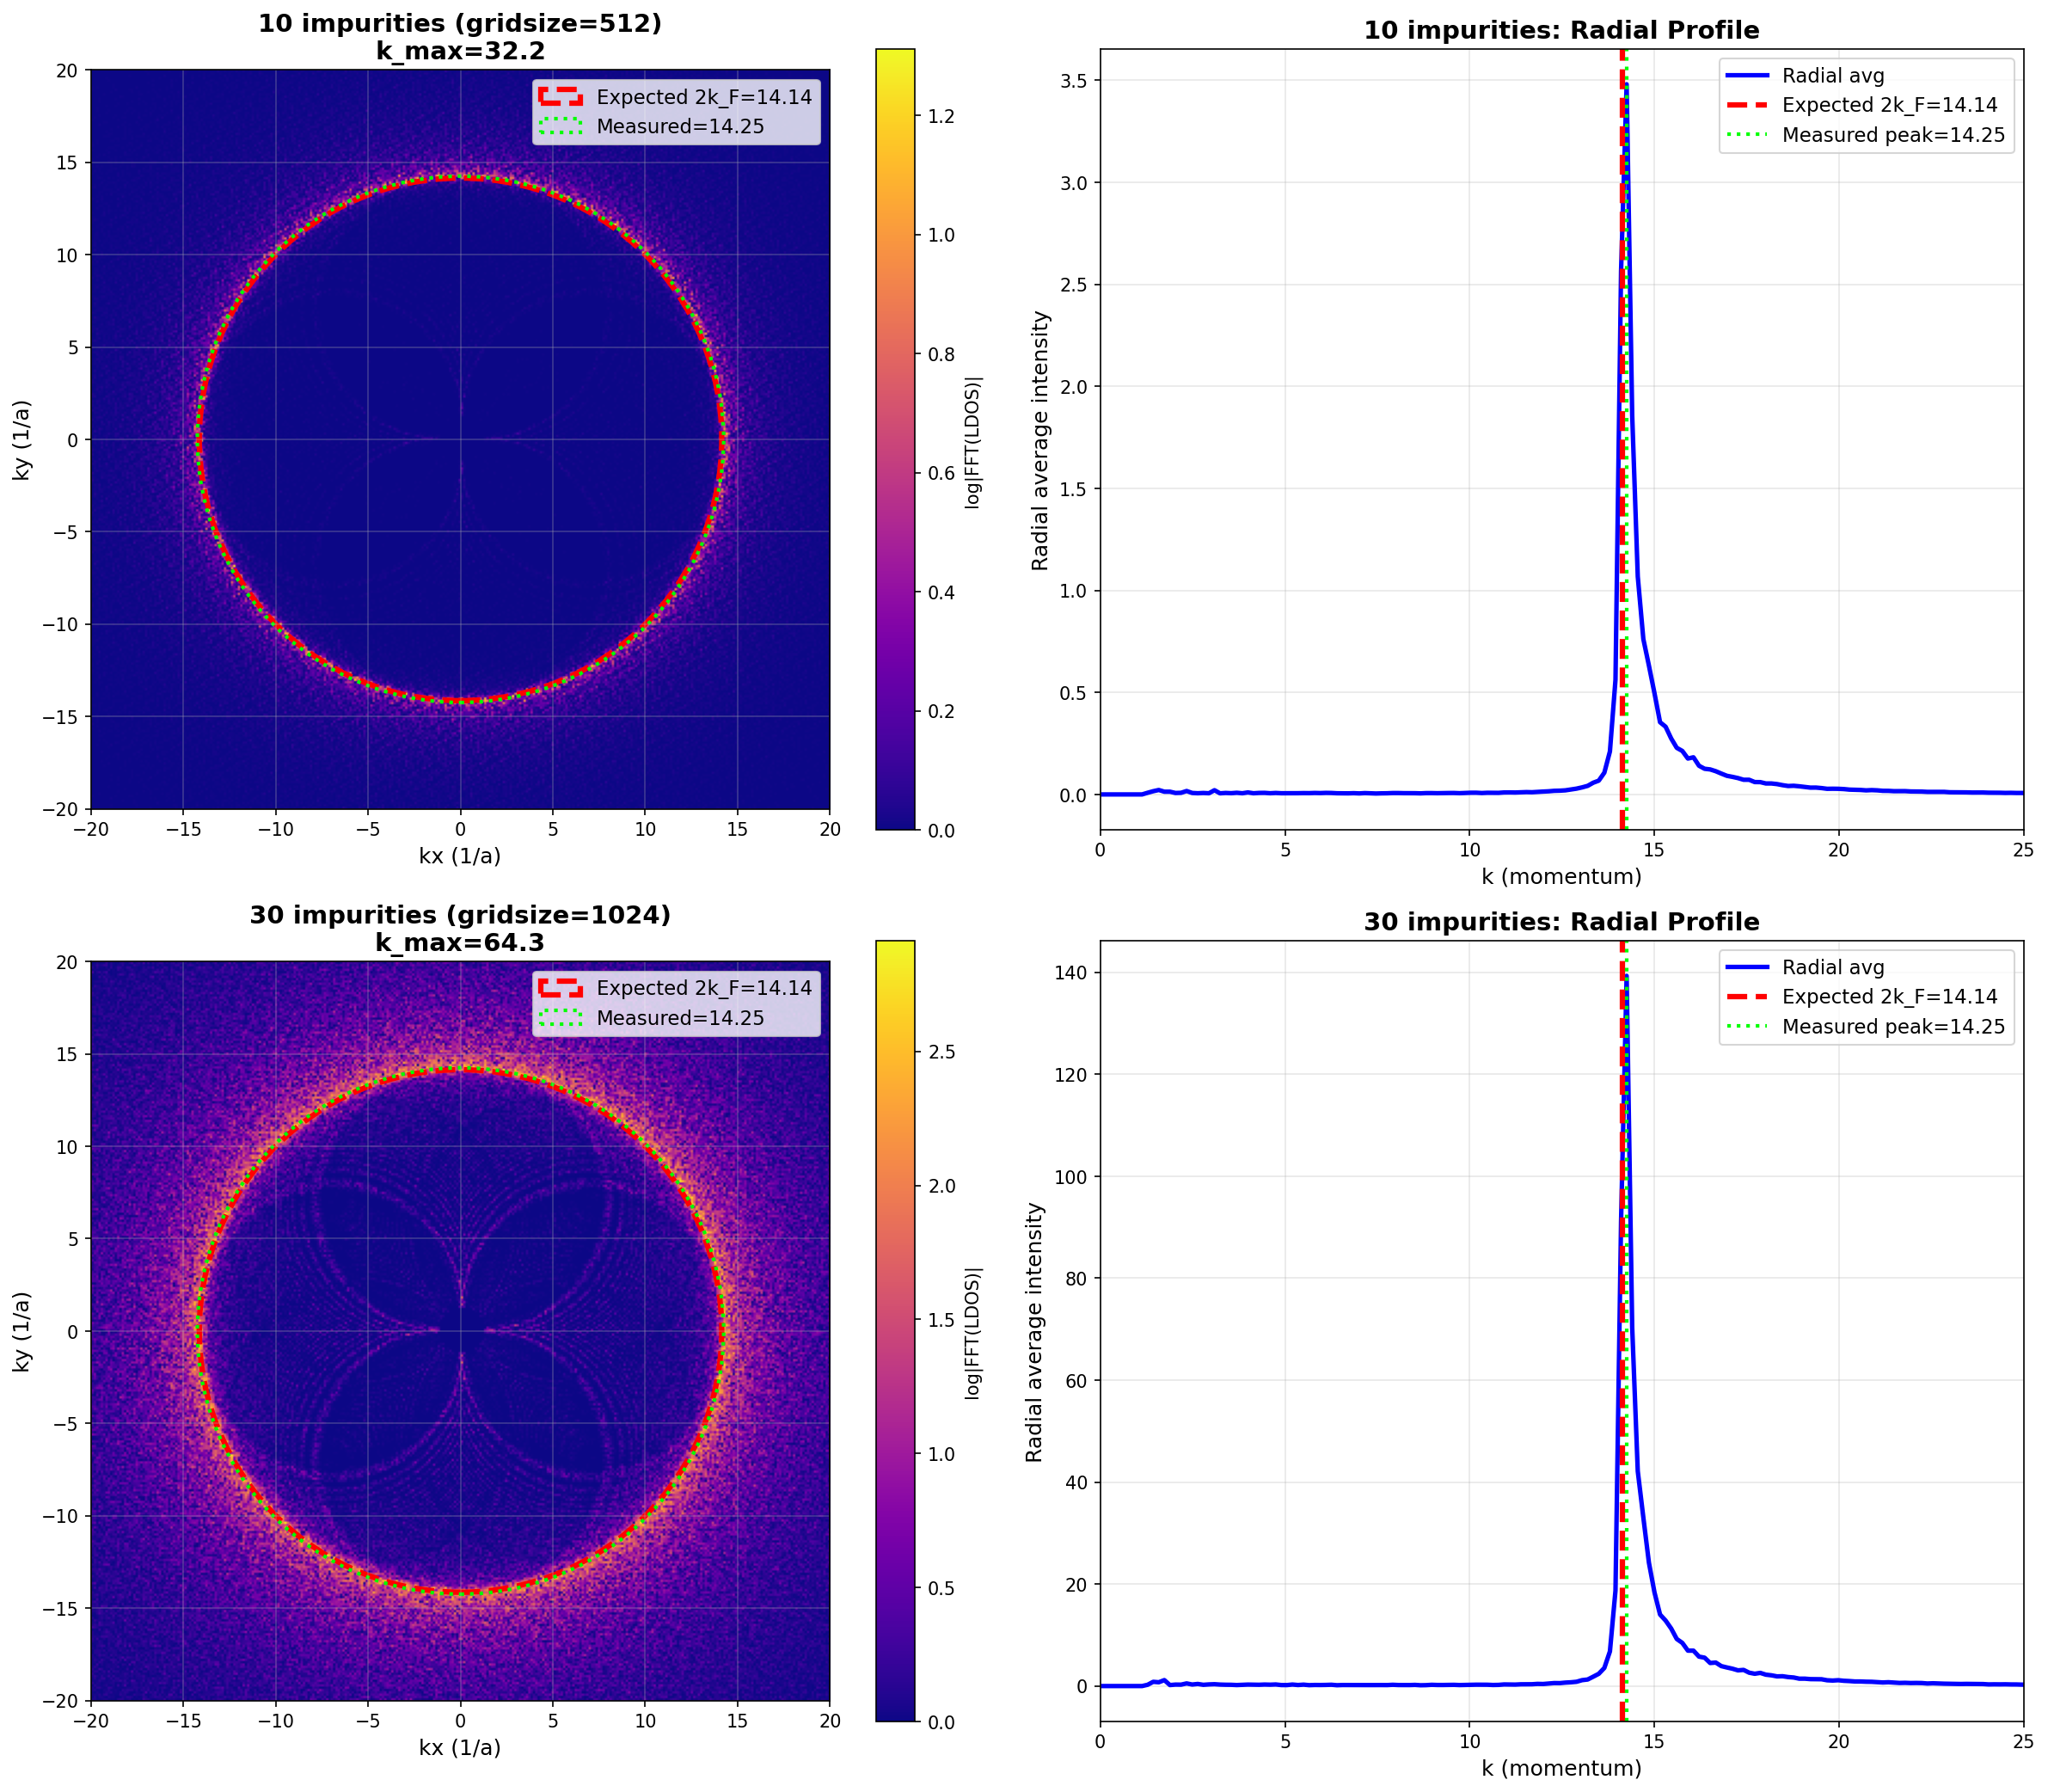 10 impurities (gridsize=512)
k_max=32.2
Expected 2k_F=14.14
Measured=14.25
20
15
10
5
0
−5
−10
−15
−20
ky (1/a)
−20 −15 −10 −5 0 5 10 15 20
kx (1/a)
1.2
1.0
0.8
0.6
0.4
0.2
0.0
log|FFT(LDOS)|
10 impurities: Radial Profile
Radial avg
Expected 2k_F=14.14
Measured peak=14.25
3.5
3.0
2.5
2.0
1.5
1.0
0.5
0.0
Radial average intensity
0 5 10 15 20 25
k (momentum)
30 impurities (gridsize=1024)
k_max=64.3
Expected 2k_F=14.14
Measured=14.25
20
15
10
5
0
−5
−10
−15
−20
ky (1/a)
−20 −15 −10 −5 0 5 10 15 20
kx (1/a)
2.5
2.0
1.5
1.0
0.5
0.0
log|FFT(LDOS)|
30 impurities: Radial Profile
Radial avg
Expected 2k_F=14.14
Measured peak=14.25
140
120
100
80
60
40
20
0
Radial average intensity
0 5 10 15 20 25
k (momentum)